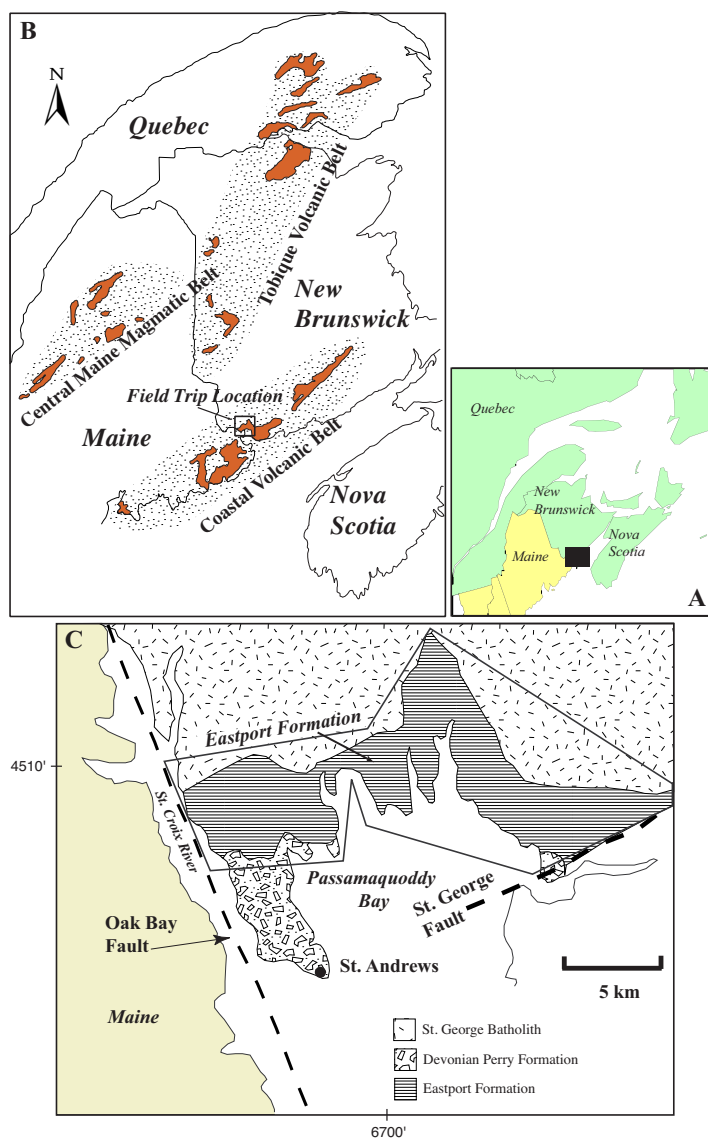 B
N
Quebec
Tobique Volcanic Belt
New
Brunswick
Central Maine Magmatic Belt
Field Trip Location
Maine
Coastal Volcanic Belt
Nova
Scotia
Quebec
New
Brunswick
Maine
Nova
Scotia
A
C
Eastport Formation
4510'
St. Croix River
Passamaquoddy
Bay
St. George
Fault
Oak Bay
Fault
St. Andrews
5 km
Maine
St. George Batholith
Devonian Perry Formation
Eastport Formation
6700'